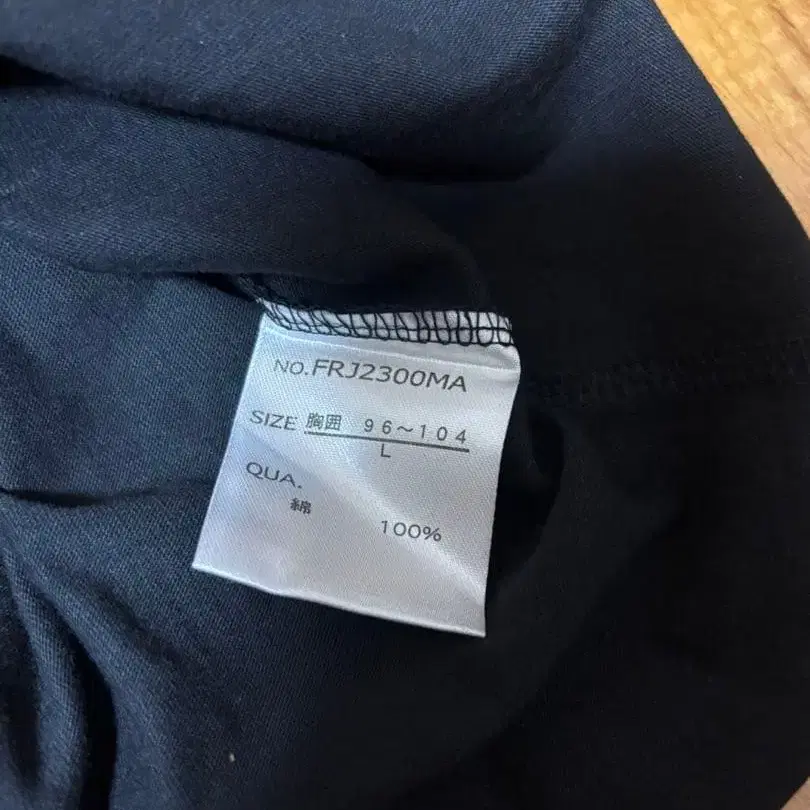 NO.FRJ2300MA
SIZE 胸囲 96～104
L
QUA.
綿 100%